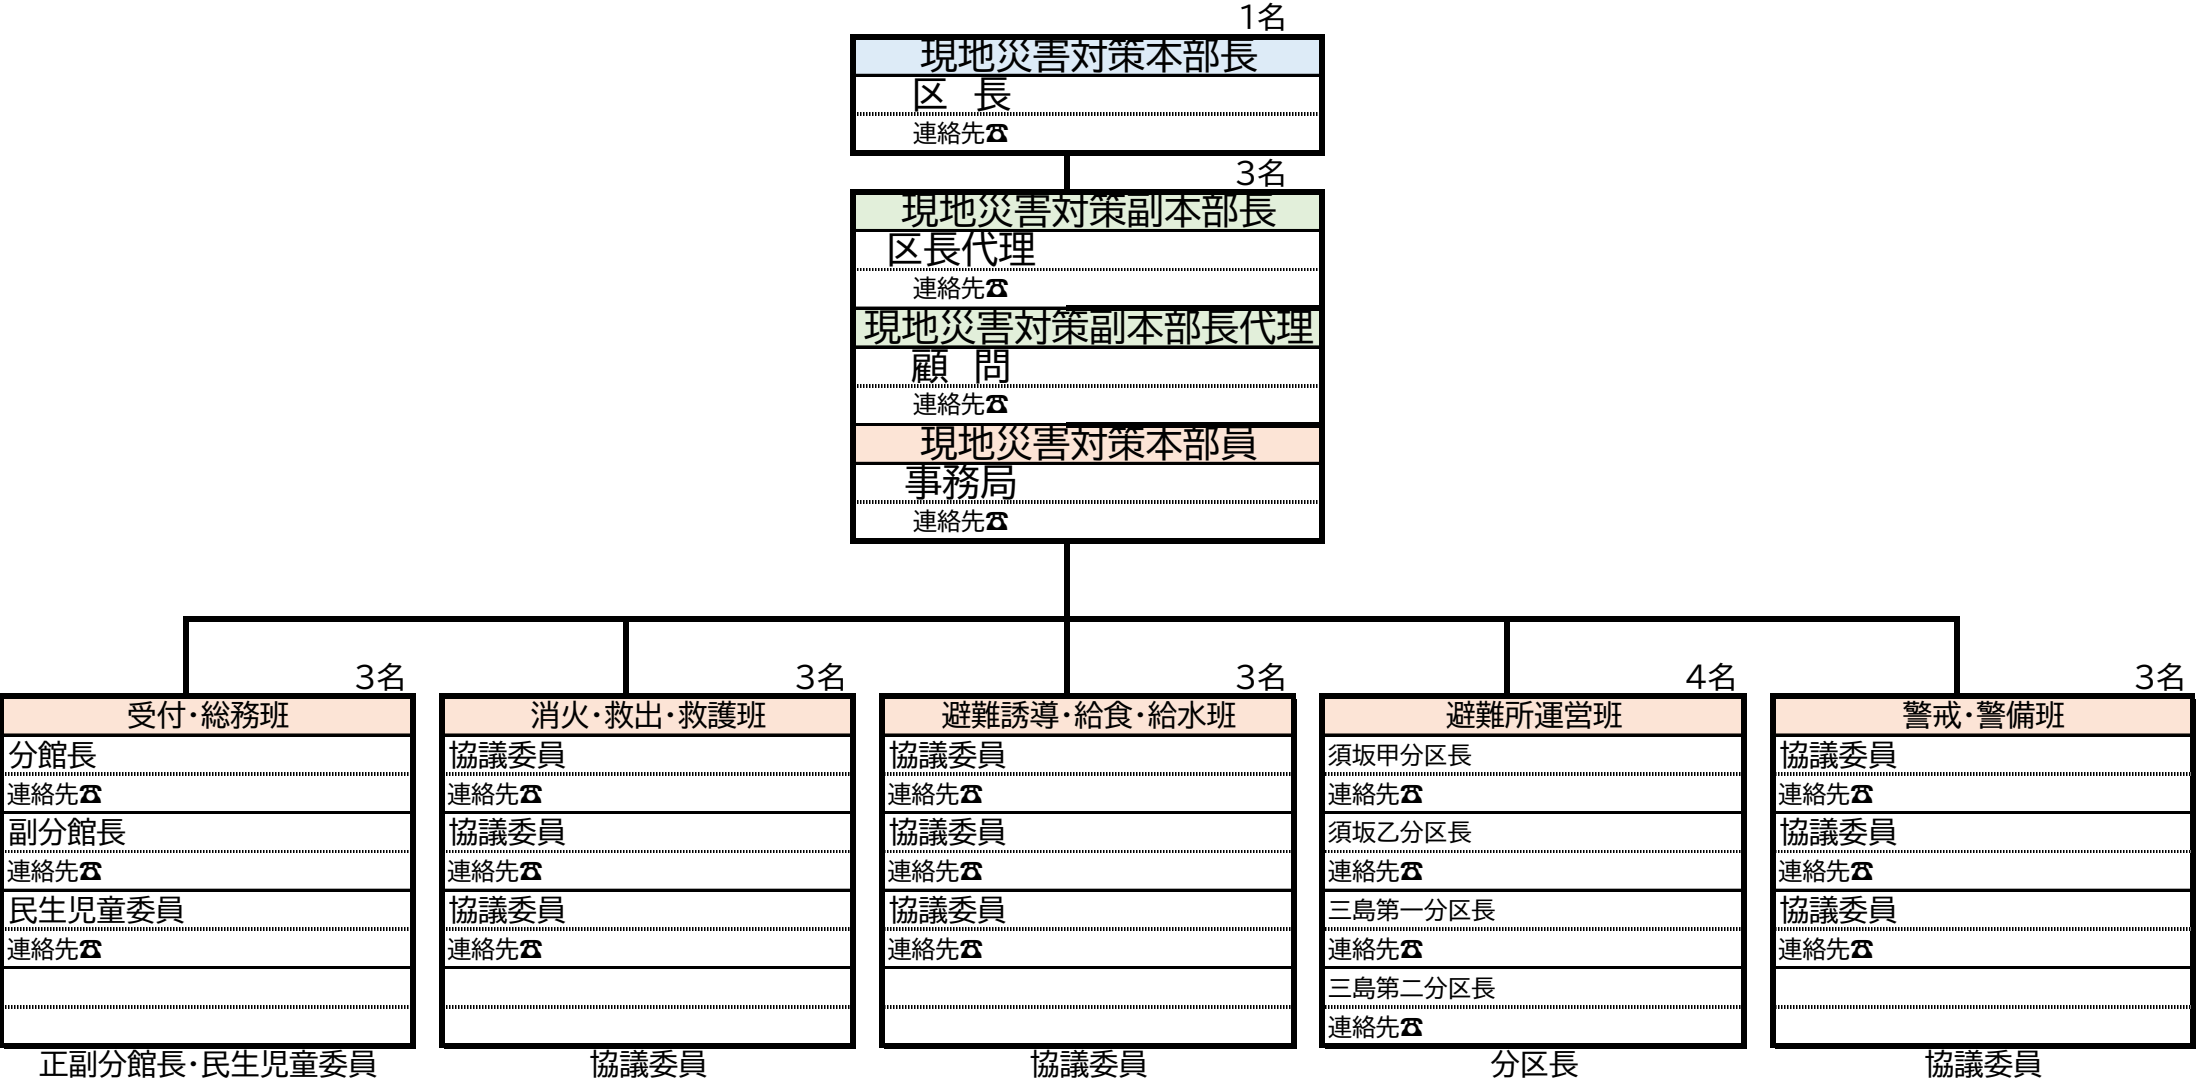 1名
現地災害対策本部長
区　長
連絡先☎
3名
現地災害対策副本部長
区長代理
連絡先☎
現地災害対策副本部長代理
顧　問
連絡先☎
現地災害対策本部員
事務局
連絡先☎
3名
受付・総務班
分館長
連絡先☎
副分館長
連絡先☎
民生児童委員
連絡先☎
正副分館長・民生児童委員
3名
消火・救出・救護班
協議委員
連絡先☎
協議委員
連絡先☎
協議委員
連絡先☎
協議委員
3名
避難誘導・給食・給水班
協議委員
連絡先☎
協議委員
連絡先☎
協議委員
連絡先☎
協議委員
4名
避難所運営班
須坂甲分区長
連絡先☎
須坂乙分区長
連絡先☎
三島第一分区長
連絡先☎
三島第二分区長
連絡先☎
分区長
3名
警戒・警備班
協議委員
連絡先☎
協議委員
連絡先☎
協議委員
連絡先☎
協議委員